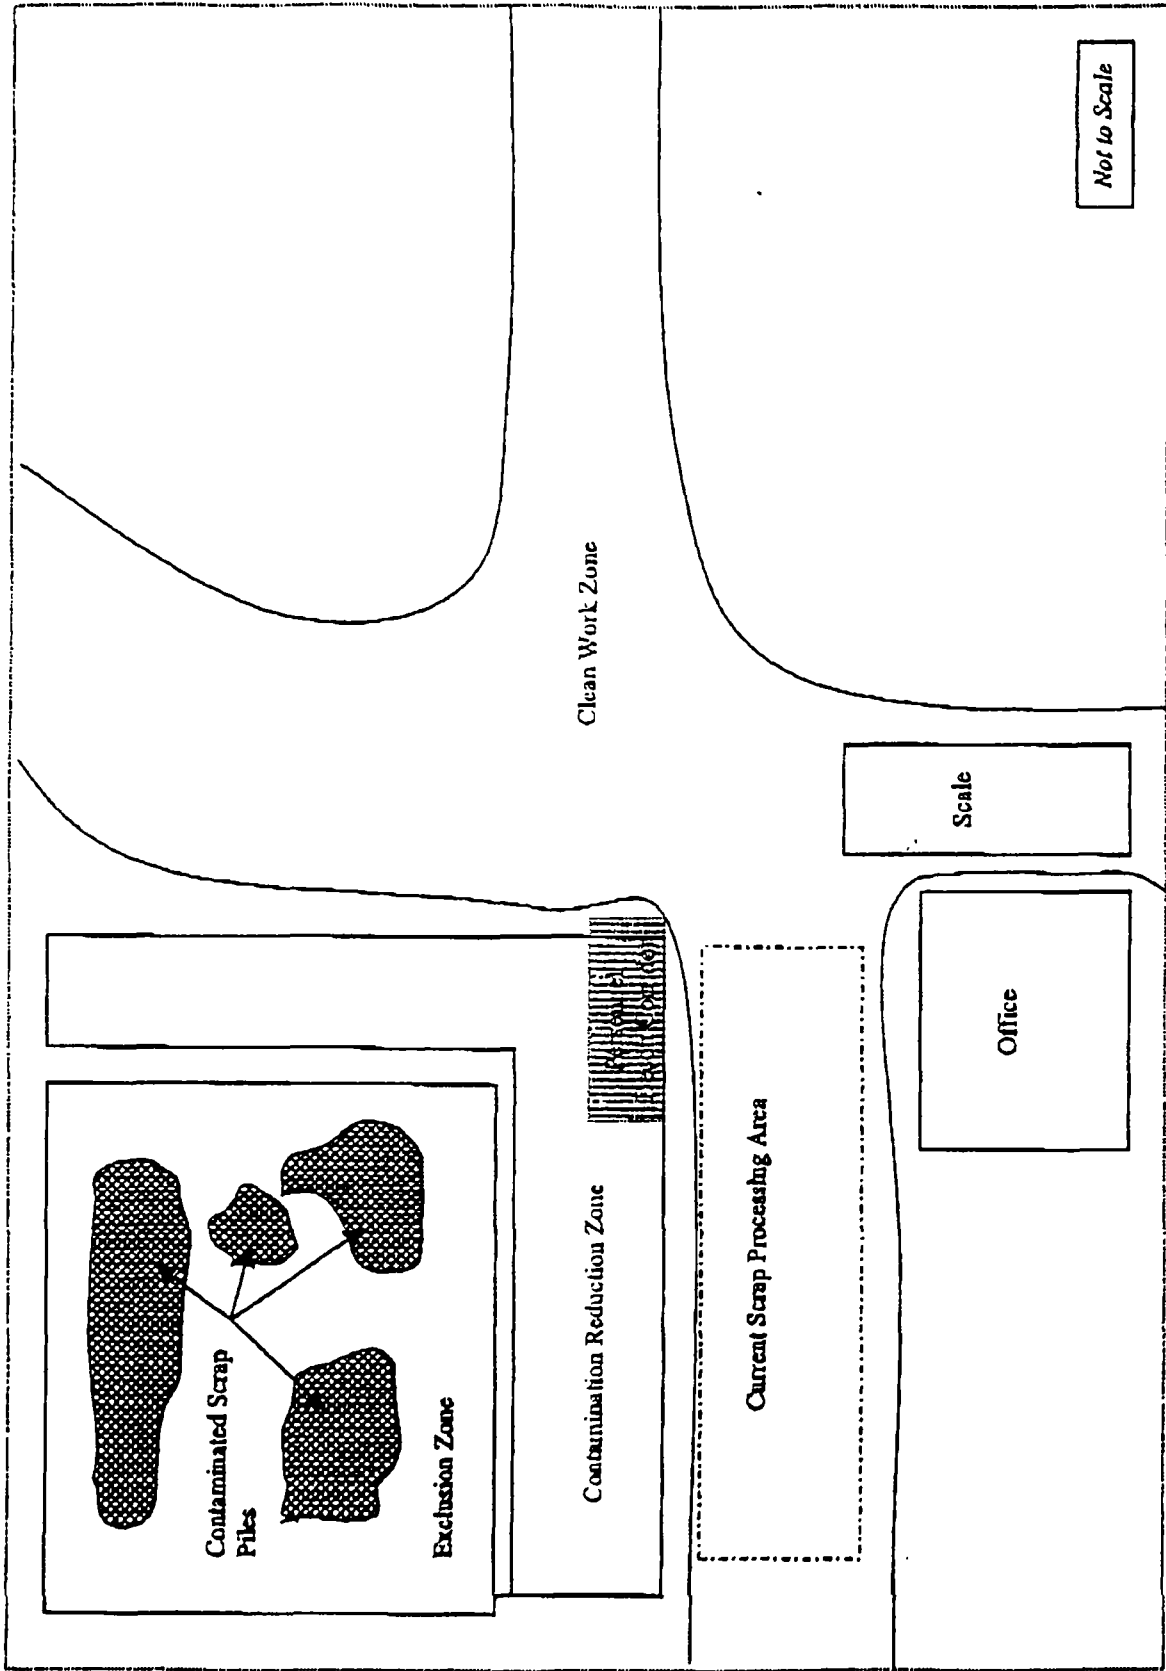 Contaminated Scrap
Piles
Exclusion Zone
Contamination Reduction Zone
Personnel
Current Scrap Processing Area
Clean Work Zone
Office
Scale
Not to Scale